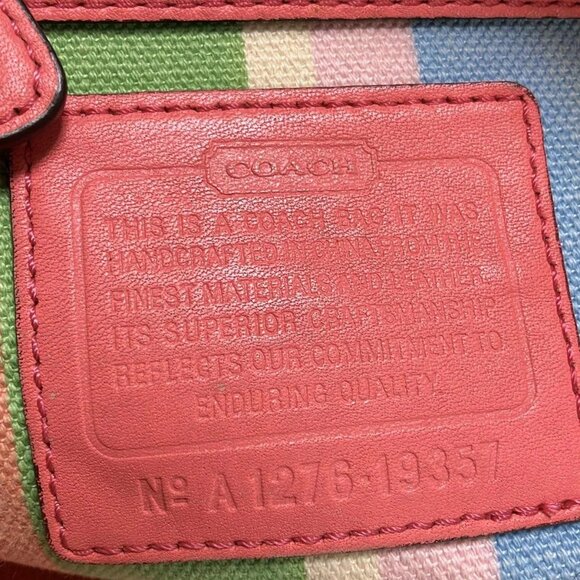 COACH
THIS IS A COACH BAG. IT WAS
HANDCRAFTED IN CHINA FROM THE
FINEST MATERIALS AND LEATHER
ITS SUPERIOR CRAFTSMANSHIP
REFLECTS OUR COMMITMENT TO
ENDURING QUALITY
Nº A1276-19357